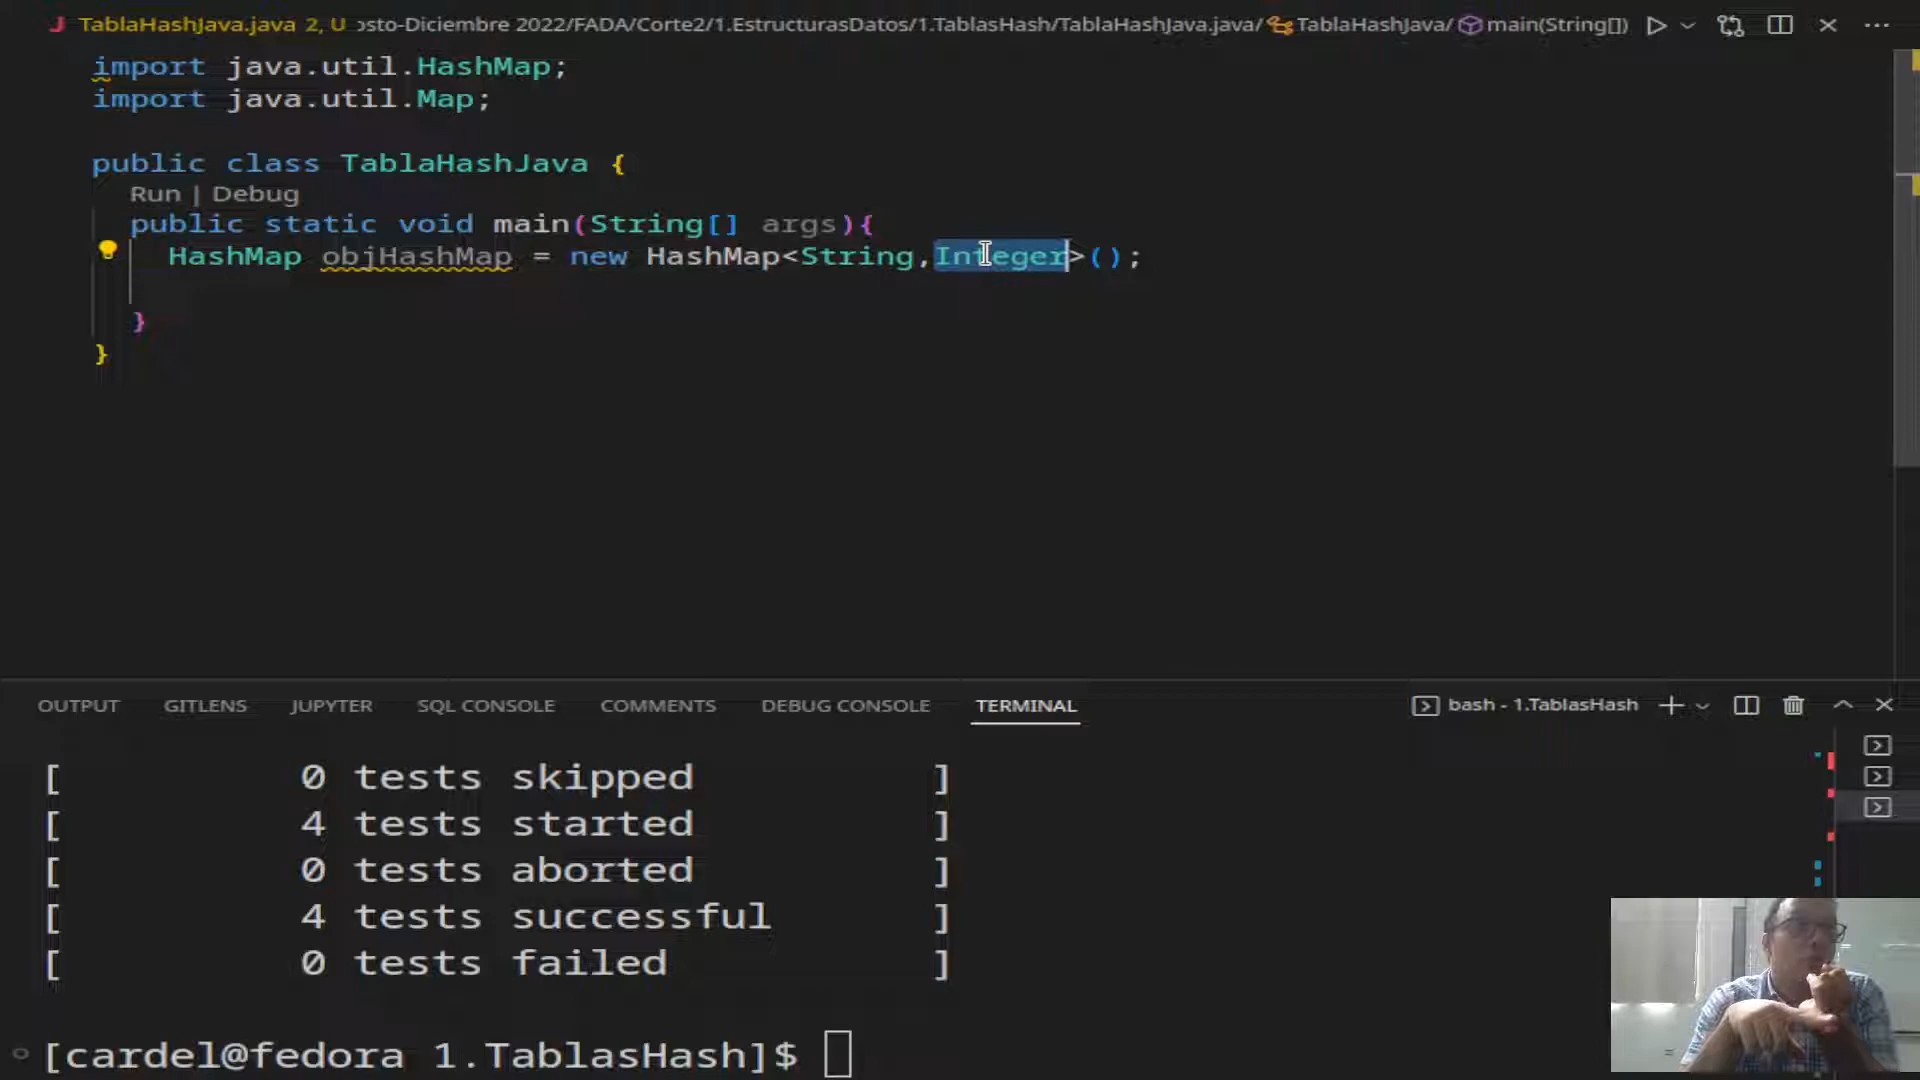 TablaHashJava.java 2, U osto-Diciembre 2022/FADA/Corte2/1.EstructurasDatos/1.TablasHash/TablaHashJava.java/ TablaHashJava/ main(String[])
import java.util.HashMap;
import java.util.Map;
public class TablaHashJava {
Run | Debug
public static void main(String[] args){
HashMap objHashMap = new HashMap<String,Integer>();
}
}
OUTPUT GITLENS JUPYTER SQL CONSOLE COMMENTS DEBUG CONSOLE TERMINAL bash - 1.TablasHash
[ 0 tests skipped ]
[ 4 tests started ]
[ 0 tests aborted ]
[ 4 tests successful ]
[ 0 tests failed ]
[cardel@fedora 1.TablasHash]$